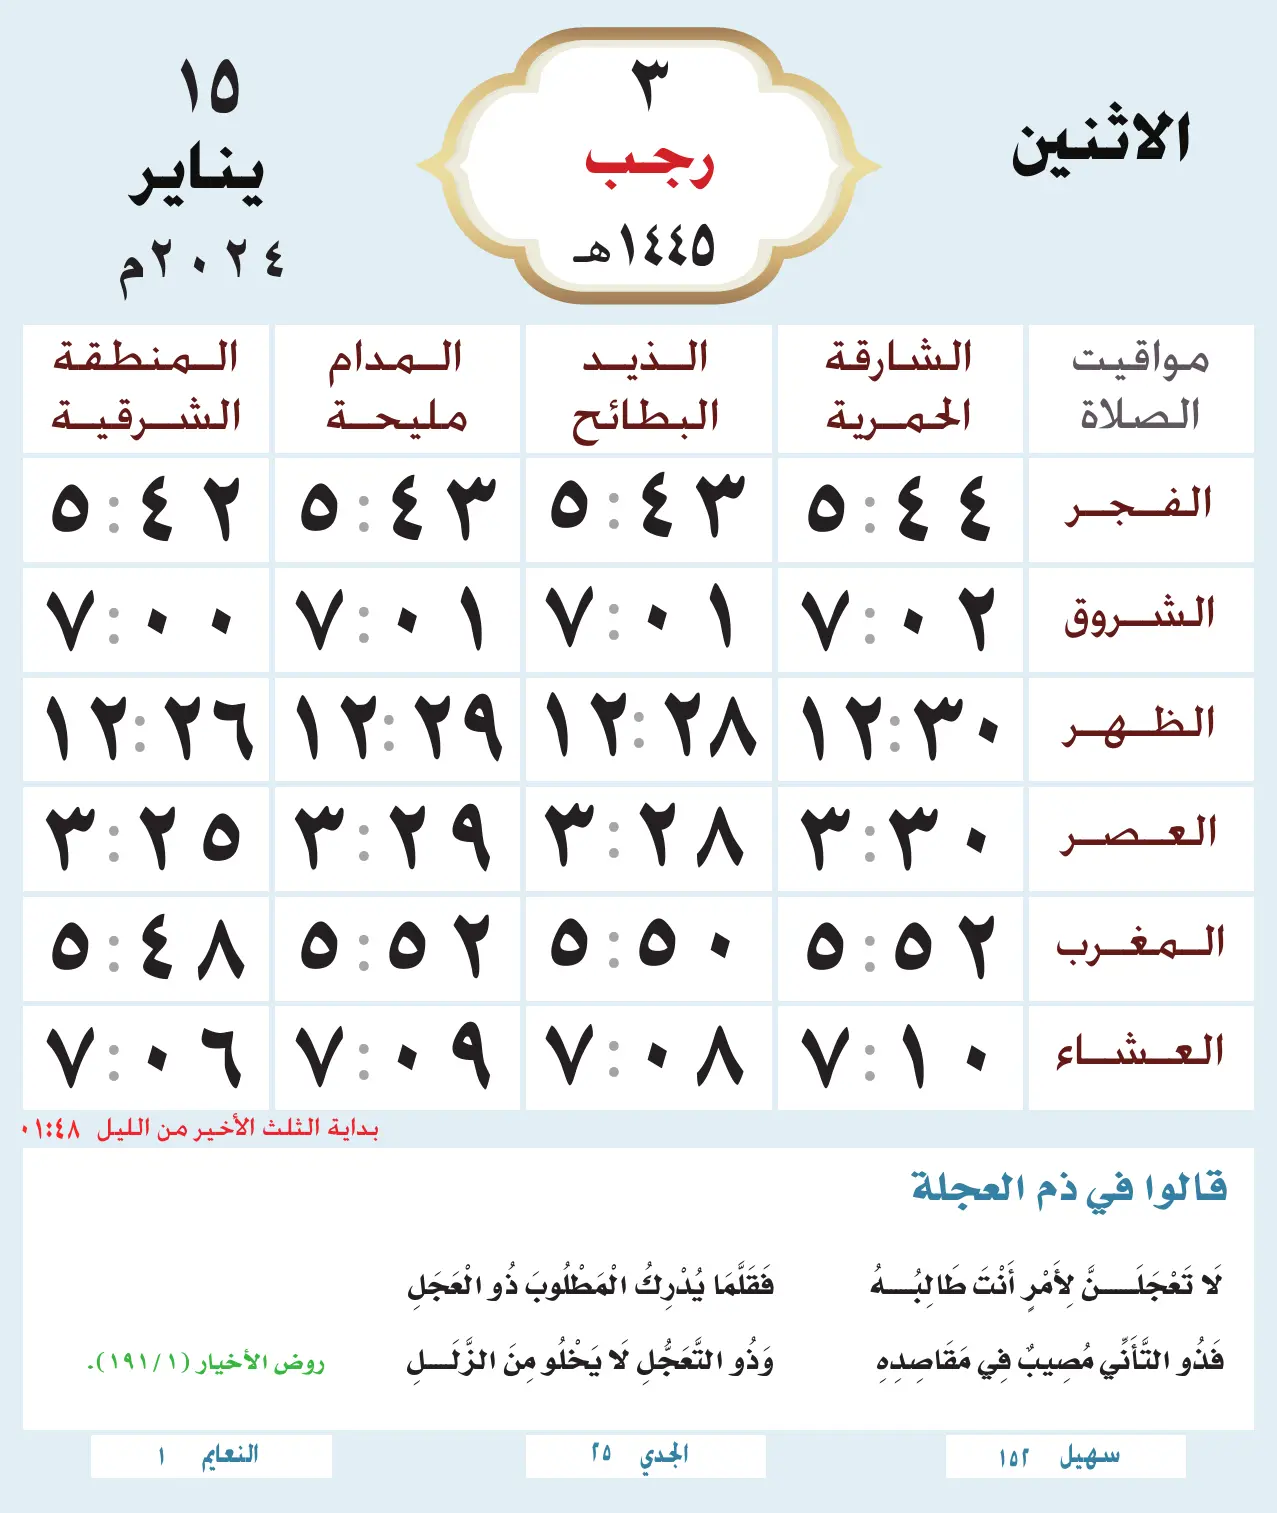 الاثنين
٣
رجب
١٤٤٥هـ
١٥
يناير
٢٠٢٤م
مواقيت الصلاة	الشارقة الحمرية	الذيد البطائح	المدام مليحة	المنطقة الشرقية
الفجر	٥:٤٤	٥:٤٣	٥:٤٣	٥:٤٢
الشروق	٧:٠٢	٧:٠١	٧:٠١	٧:٠٠
الظهر	١٢:٣٠	١٢:٢٨	١٢:٢٩	١٢:٢٦
العصر	٣:٣٠	٣:٢٨	٣:٢٩	٣:٢٥
المغرب	٥:٥٢	٥:٥٠	٥:٥٢	٥:٤٨
العشاء	٧:١٠	٧:٠٨	٧:٠٩	٧:٠٦
بداية الثلث الأخير من الليل ٠١:٤٨
قالوا في ذم العجلة
لَا تَعْجَلَـــنَّ لِأَمْرٍ أَنْتَ طَالِبُـــهُ فَقَلَّمَا يُدْرِكُ الْمَطْلُوبَ ذُو الْعَجَلِ
فَذُو التَّأَنِّي مُصِيبٌ فِي مَقَاصِدِهِ وَذُو التَّعَجُّلِ لَا يَخْلُو مِنَ الزَّلَـــلِ روض الأخيار (١٩١/١).
سهيل ١٥٢	الجدي ٢٥	النعايم ١